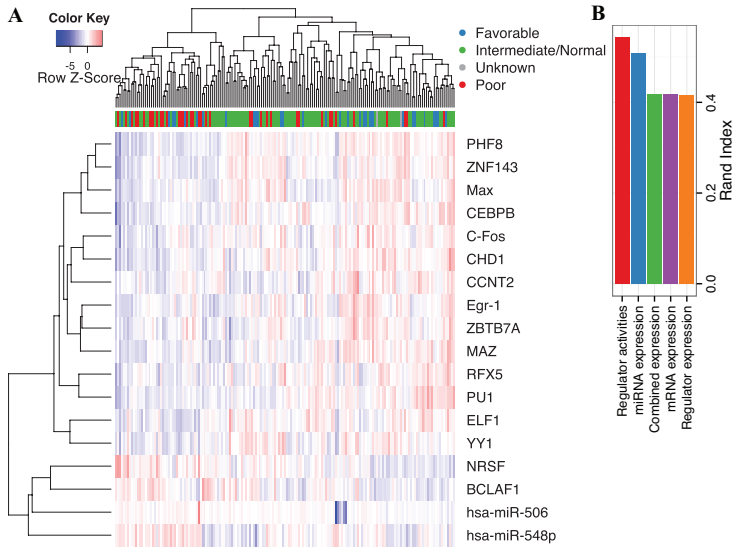 A
Color Key
-5 0
Row Z-Score
Favorable
Intermediate/Normal
Unknown
Poor
PHF8
ZNF143
Max
CEBPB
C-Fos
CHD1
CCNT2
Egr-1
ZBTB7A
MAZ
RFX5
PU1
ELF1
YY1
NRSF
BCLAF1
hsa-miR-506
hsa-miR-548p
B
0.4
0.2
0.0
Rand Index
Regulator activities
miRNA expression
Combined expression
mRNA expression
Regulator expression